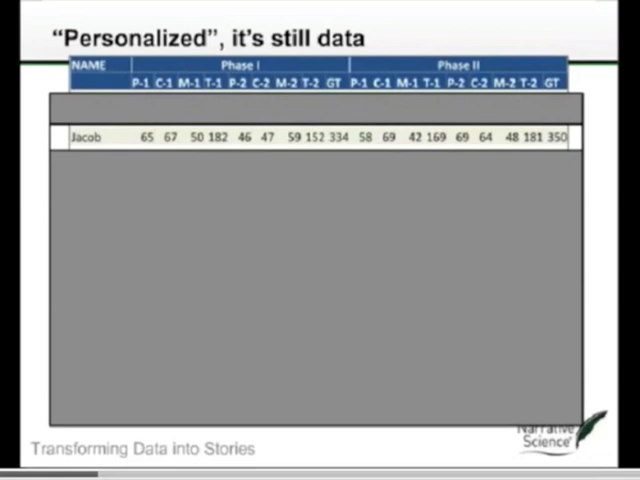 “Personalized”, it's still data
NAME Phase I Phase II
P-1 C-1 M-1 T-1 P-2 C-2 M-2 T-2 GT P-1 C-1 M-1 T-1 P-2 C-2 M-2 T-2 GT
Jacob 65 67 50 182 46 47 59 152 334 58 69 42 169 69 64 48 181 350
Narrative
Science
Transforming Data into Stories